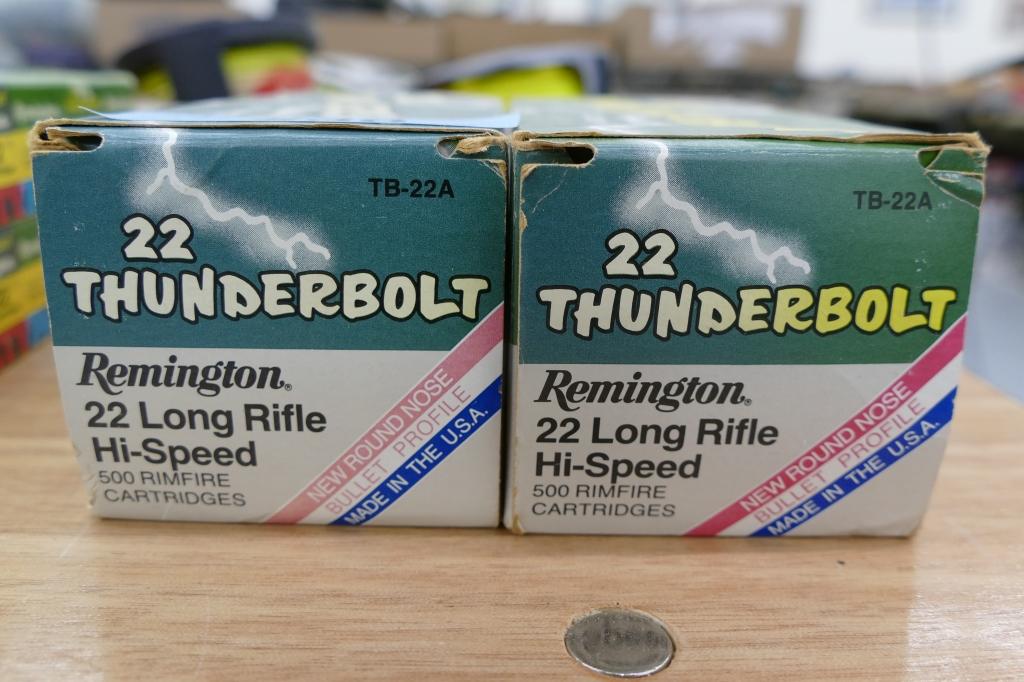 TB-22A
22
THUNDERBOLT
Remington®
22 Long Rifle
Hi-Speed
500 RIMFIRE
CARTRIDGES
NEW ROUND NOSE
BULLET PROFILE
MADE IN THE U.S.A.
TB-22A
22
THUNDERBOLT
Remington®
22 Long Rifle
Hi-Speed
500 RIMFIRE
CARTRIDGES
NEW ROUND NOSE
BULLET PROFILE
MADE IN THE U.S.A.